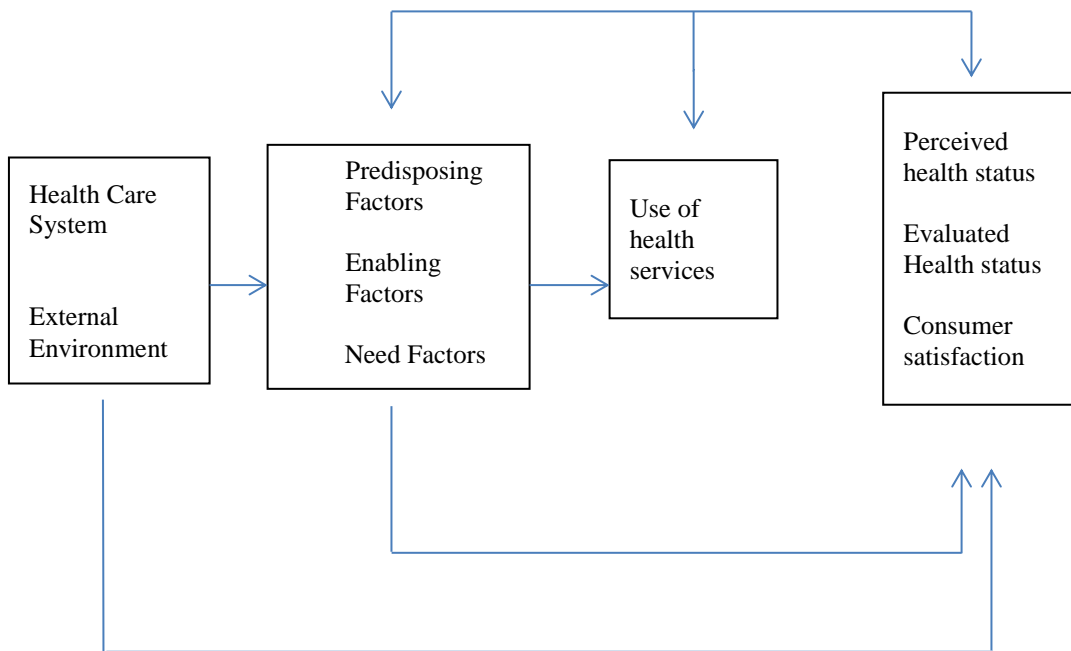 Health Care
System
External
Environment
Predisposing
Factors
Enabling
Factors
Need Factors
Use of
health
services
Perceived
health status
Evaluated
Health status
Consumer
satisfaction